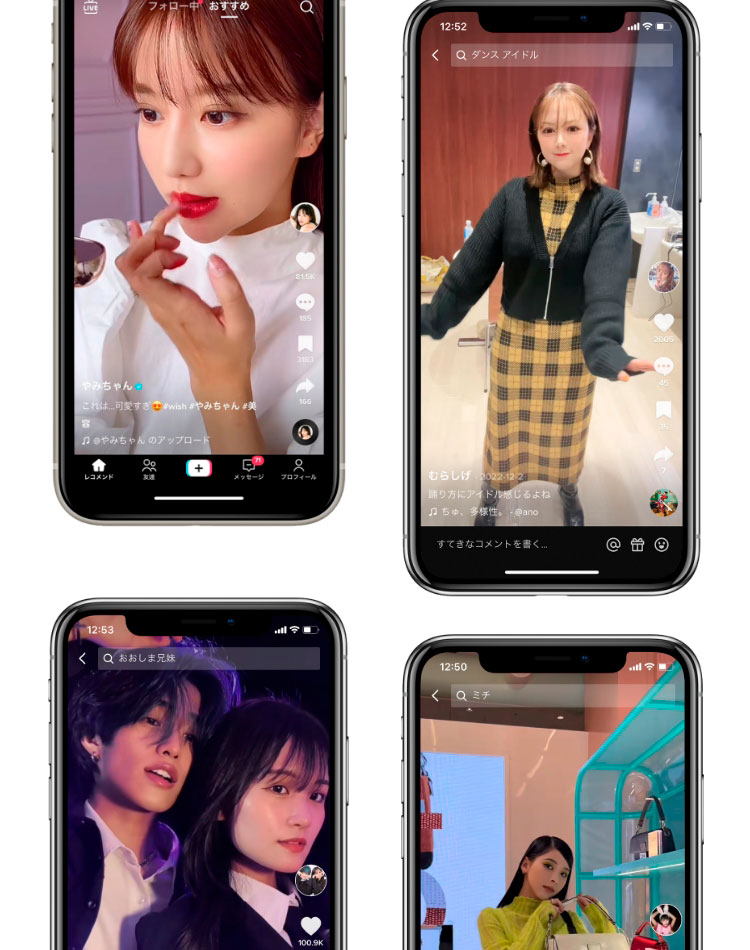 LIVE
フォロー中 おすすめ
81.5K
185
3183
166
やみちゃん
これは…可愛すぎ😍#wish #やみちゃん #美
容
♫ @やみちゃん のアップロード
レコメンド
友達
71
メッセージ
プロフィール
12:52
ダンス アイドル
2605
45
35
7
むらしげ · 2022-12-2
踊り方にアイドル感じるよね
♫ ちゅ、多様性。 - @ano
すてきなコメントを書く...
12:53
おおしま兄妹
100.9K
12:50
ミチ